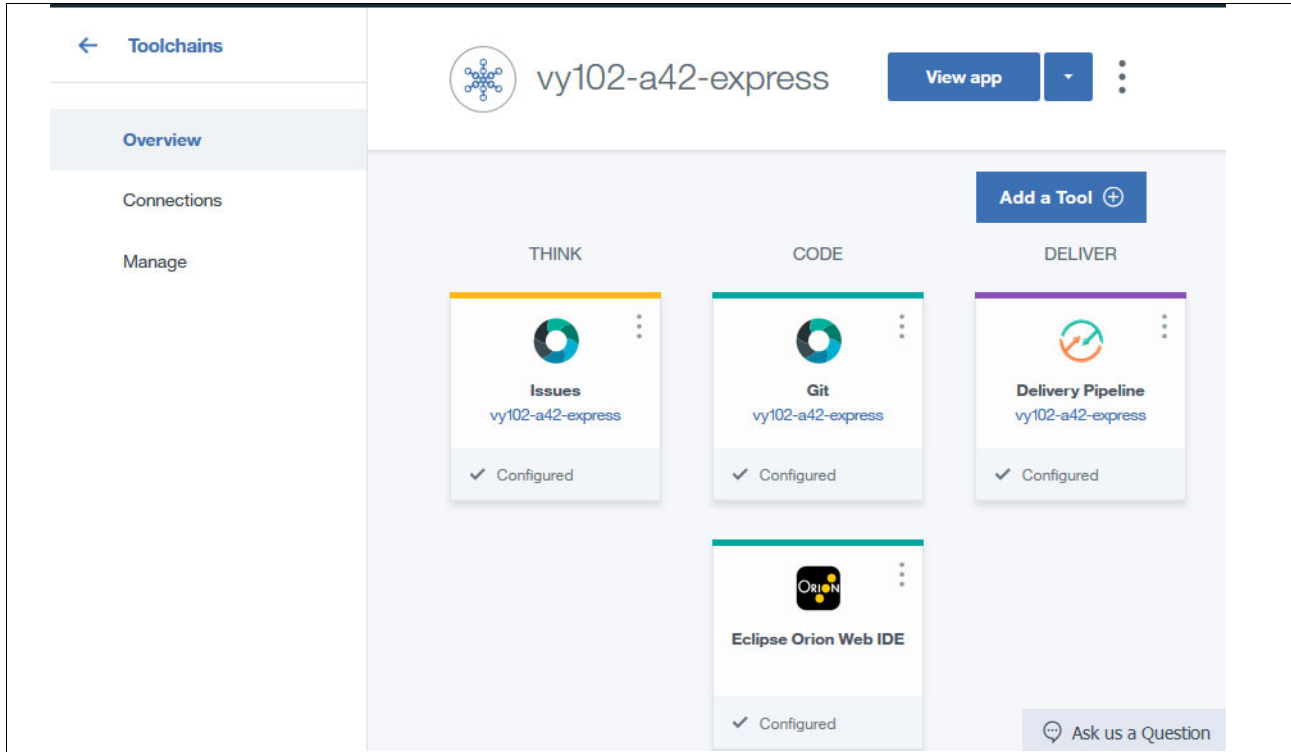 Toolchains
vy102-a42-express
View app
Overview
Connections
Manage
Add a Tool
THINK
CODE
DELIVER
Issues
vy102-a42-express
Configured
Git
vy102-a42-express
Configured
Delivery Pipeline
vy102-a42-express
Configured
ORION
Eclipse Orion Web IDE
Configured
Ask us a Question